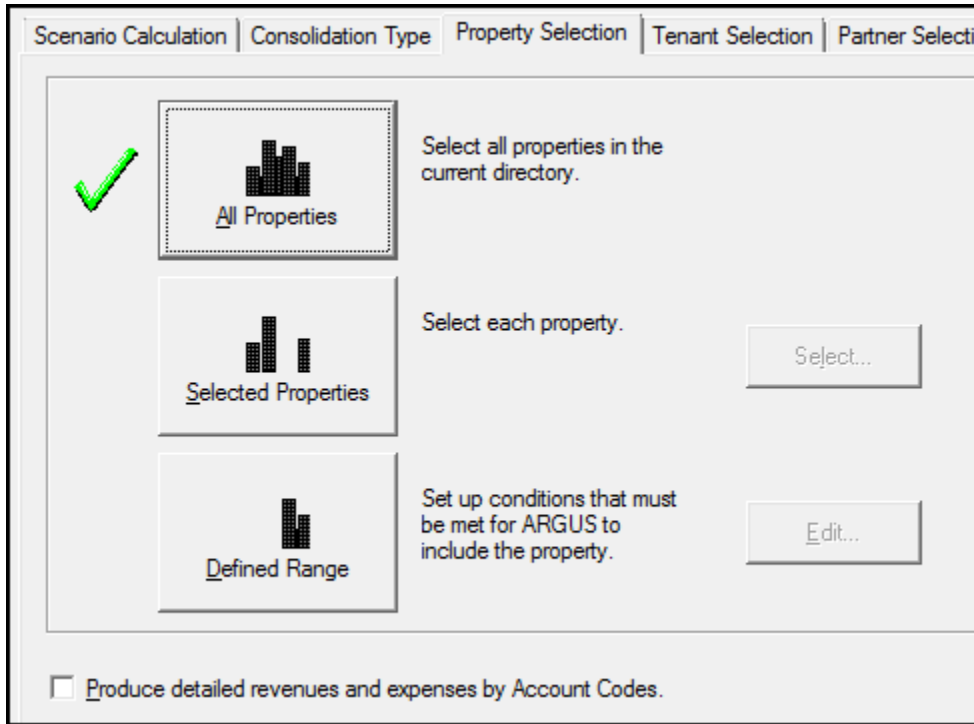 Scenario Calculation
Consolidation Type
Property Selection
Tenant Selection
Partner Selecti
All Properties
Select all properties in the
current directory.
Selected Properties
Select each property.
Select...
Defined Range
Set up conditions that must
be met for ARGUS to
include the property.
Edit...
Produce detailed revenues and expenses by Account Codes.